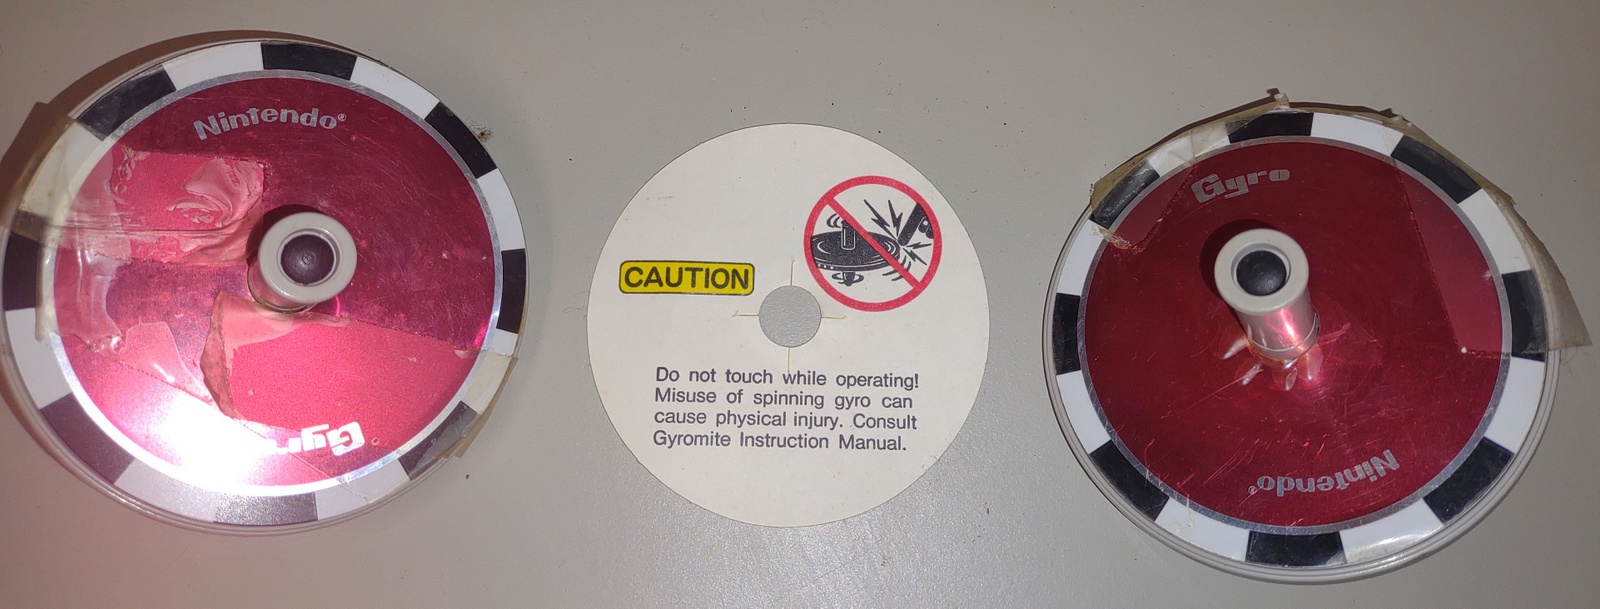 Nintendo®
Gyro
CAUTION
Do not touch while operating!
Misuse of spinning gyro can
cause physical injury. Consult
Gyromite Instruction Manual.
Gyro
Nintendo®